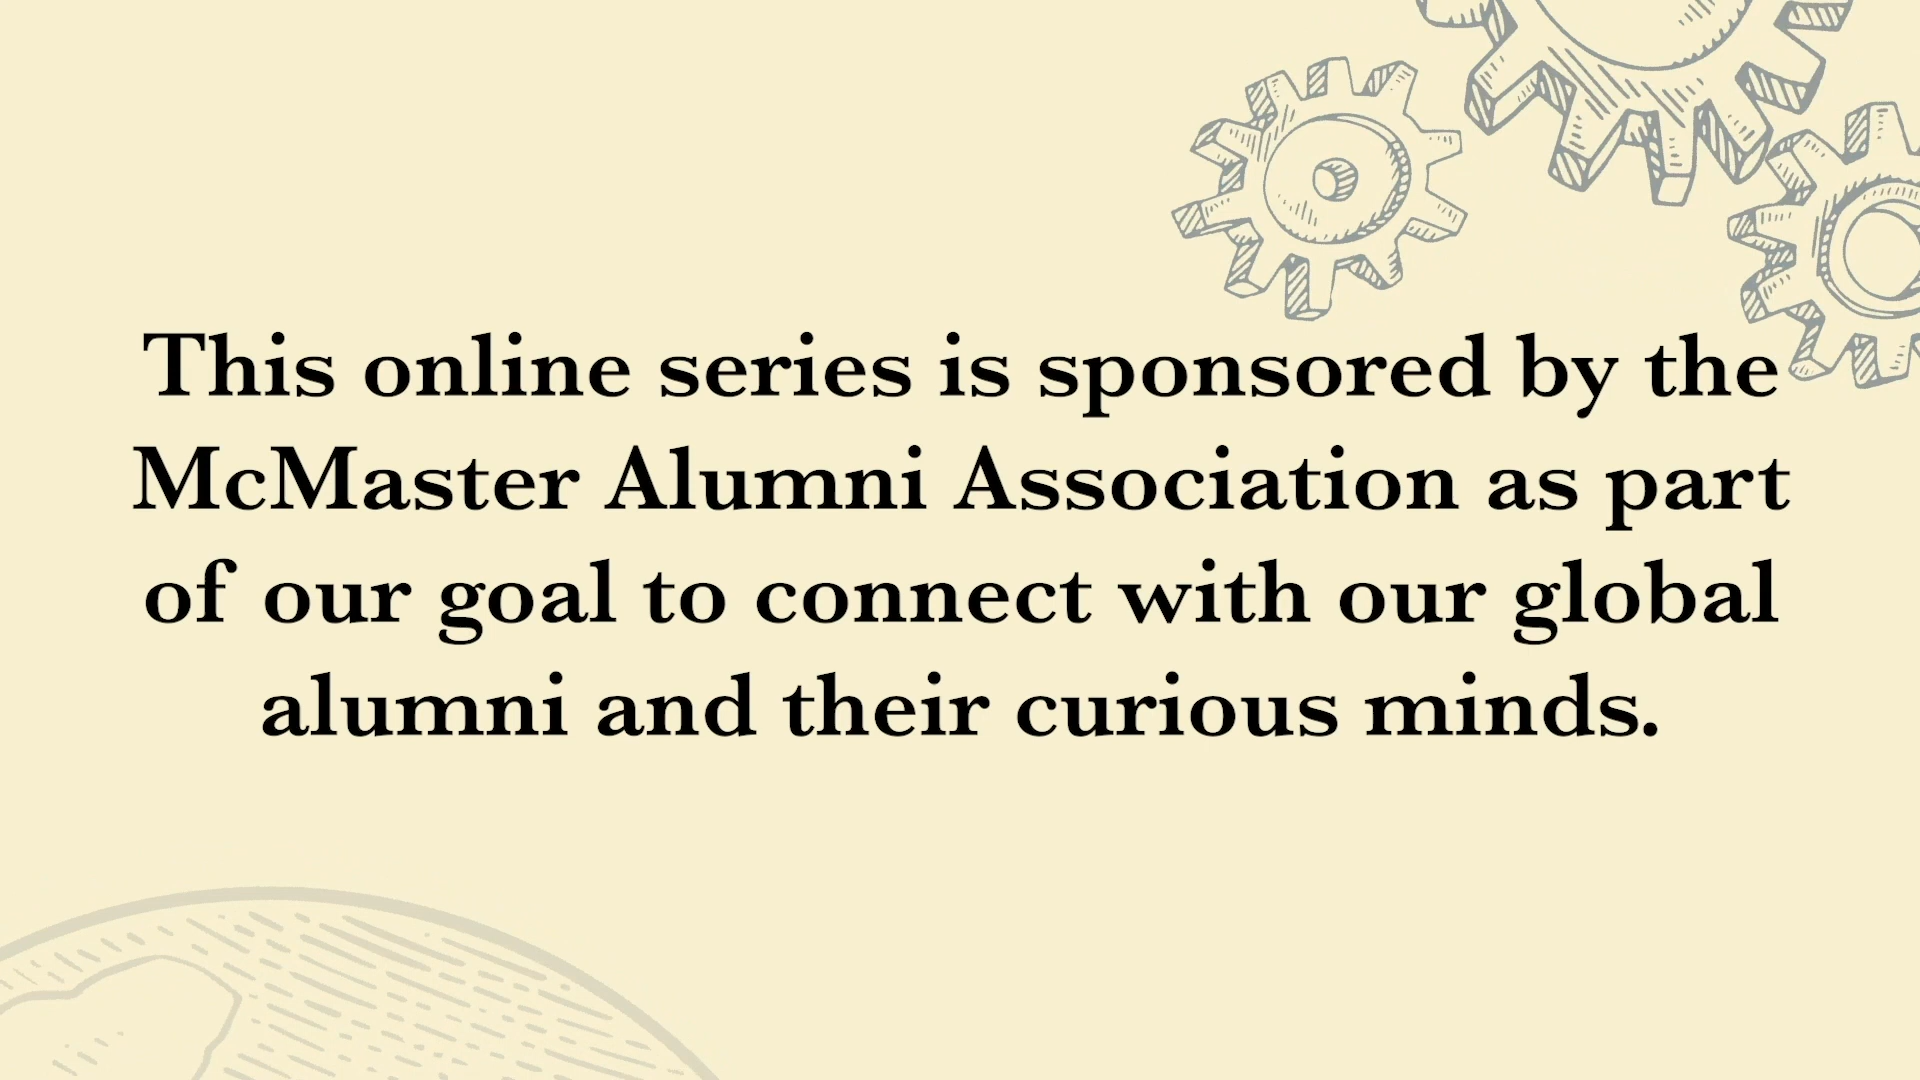 This online series is sponsored by the
McMaster Alumni Association as part
of our goal to connect with our global
alumni and their curious minds.